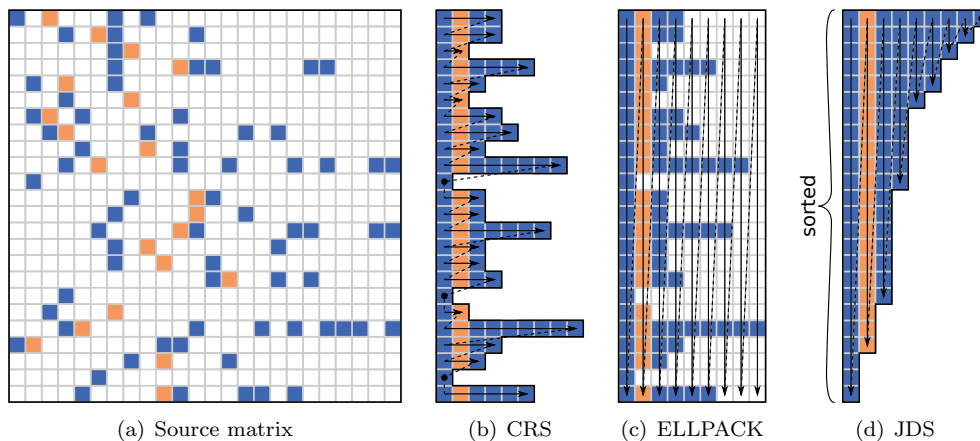 sorted
(a) Source matrix
(b) CRS
(c) ELLPACK
(d) JDS